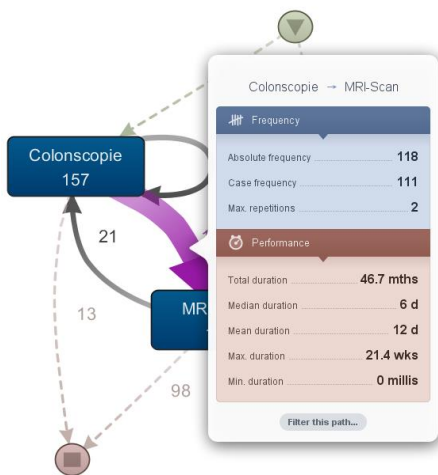 Colonscopie → MRI-Scan
Frequency
Absolute frequency 118
Case frequency 111
Max. repetitions 2
Performance
Total duration 46.7 mths
Median duration 6 d
Mean duration 12 d
Max. duration 21.4 wks
Min. duration 0 millis
Filter this path...
Colonscopie
157
21
13
MR
98